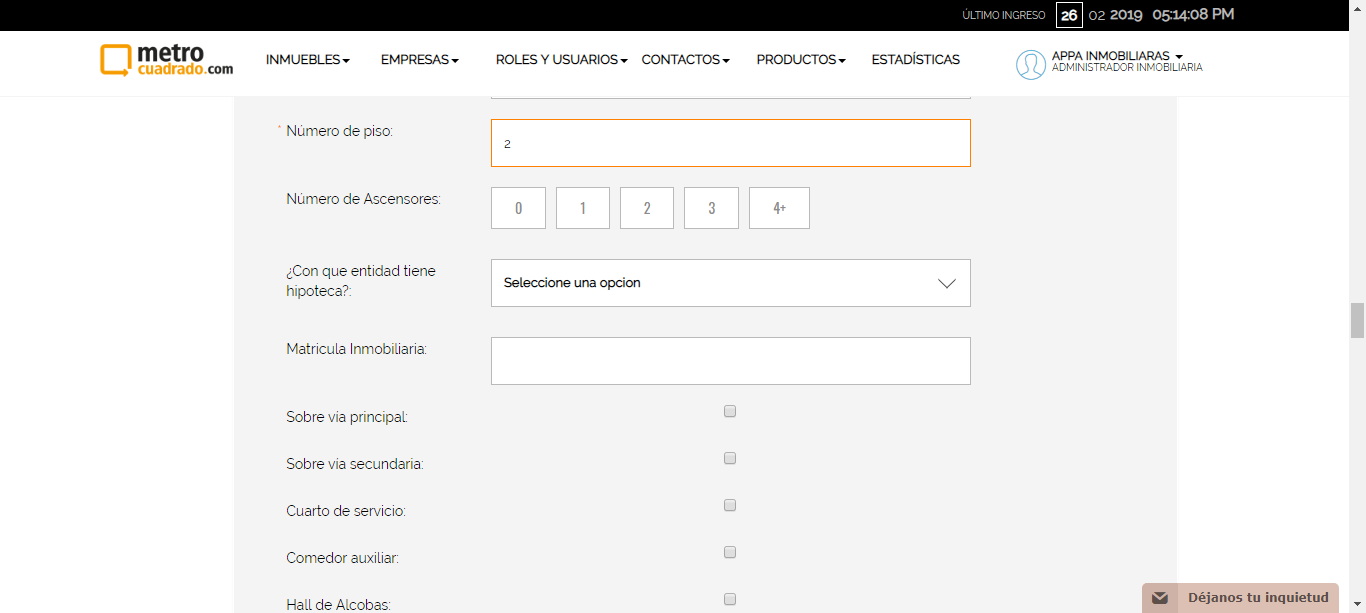 ÚLTIMO INGRESO 26 02 2019 05:14:08 PM
metro
cuadrado.com
INMUEBLES EMPRESAS ROLES Y USUARIOS CONTACTOS PRODUCTOS ESTADÍSTICAS
APPA INMOBILIARAS
ADMINISTRADOR INMOBILIARIA
* Número de piso:
2
Número de Ascensores:
0 1 2 3 4+
¿Con que entidad tiene
hipoteca?:
Seleccione una opcion
Matricula Inmobiliaria:
Sobre vía principal:
Sobre vía secundaria:
Cuarto de servicio:
Comedor auxiliar:
Hall de Alcobas:
Déjanos tu inquietud